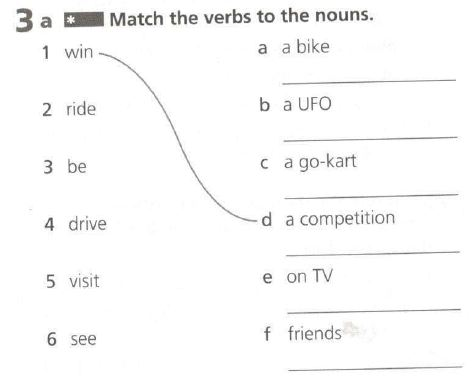 3 a * Match the verbs to the nouns.
1 win a a bike
2 ride b a UFO
3 be c a go-kart
4 drive d a competition
5 visit e on TV
6 see f friends